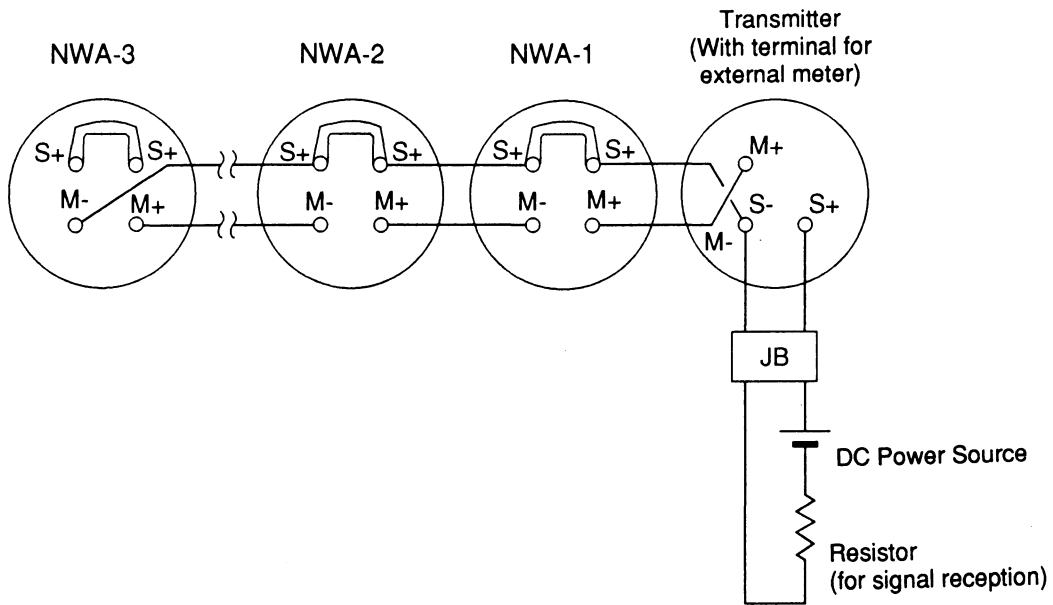 Transmitter
(With terminal for
external meter)
NWA-3
NWA-2
NWA-1
S+ S+ S+ S+ S+ S+ M+
M- M+ M- M+ M- M+ S- S+
M-
JB
DC Power Source
Resistor
(for signal reception)